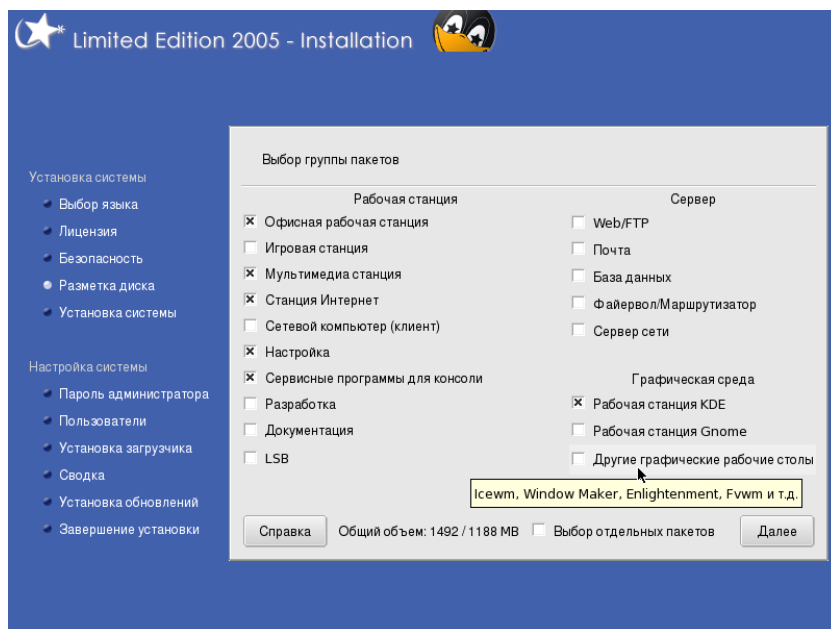 Limited Edition 2005 - Installation
Установка системы
Выбор языка
Лицензия
Безопасность
Разметка диска
Установка системы
Настройка системы
Пароль администратора
Пользователи
Установка загрузчика
Сводка
Установка обновлений
Завершение установки
Выбор группы пакетов
Рабочая станция
Офисная рабочая станция
Игровая станция
Мультимедиа станция
Станция Интернет
Сетевой компьютер (клиент)
Настройка
Сервисные программы для консоли
Разработка
Документация
LSB
Сервер
Web/FTP
Почта
База данных
Файервол/Маршрутизатор
Сервер сети
Графическая среда
Рабочая станция KDE
Рабочая станция Gnome
Другие графические рабочие столы
Icewm, Window Maker, Enlightenment, Fvwm и т.д.
Справка
Общий объем: 1492 / 1188 MB
Выбор отдельных пакетов
Далее